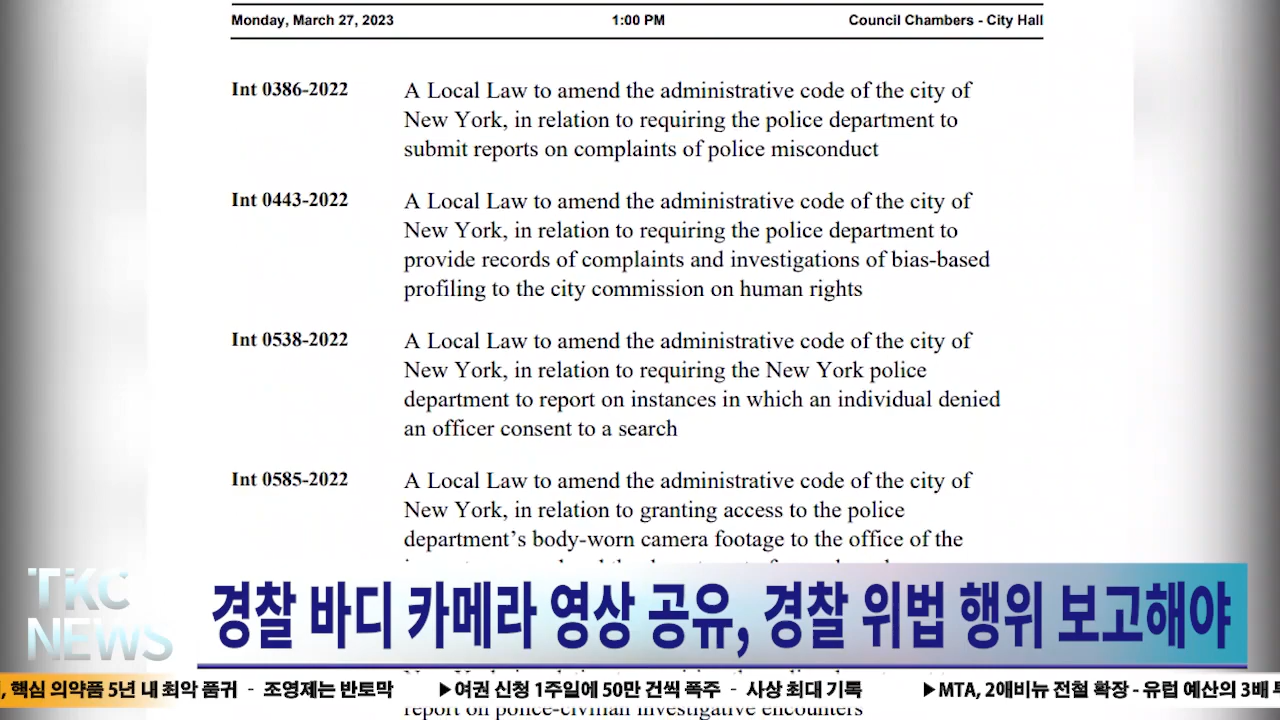 Monday, March 27, 2023 1:00 PM Council Chambers - City Hall
Int 0386-2022 A Local Law to amend the administrative code of the city of
New York, in relation to requiring the police department to
submit reports on complaints of police misconduct
Int 0443-2022 A Local Law to amend the administrative code of the city of
New York, in relation to requiring the police department to
provide records of complaints and investigations of bias-based
profiling to the city commission on human rights
Int 0538-2022 A Local Law to amend the administrative code of the city of
New York, in relation to requiring the New York police
department to report on instances in which an individual denied
an officer consent to a search
Int 0585-2022 A Local Law to amend the administrative code of the city of
New York, in relation to granting access to the police
department's body-worn camera footage to the office of the
TKC
NEWS
경찰 바디 카메라 영상 공유, 경찰 위법 행위 보고해야
, 핵심 의약품 5년 내 최악 품귀 - 조영제는 반토막 ▶여권 신청 1주일에 50만 건씩 폭주 - 사상 최대 기록 ▶MTA, 2애비뉴 전철 확장 - 유럽 예산의 3배
report on police-civilian investigative encounters